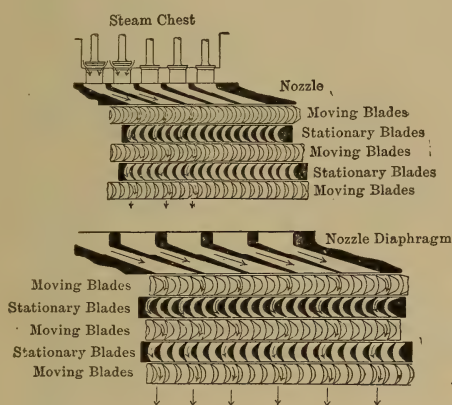 Steam Chest
Nozzle
Moving Blades
Stationary Blades
Moving Blades
Stationary Blades
Moving Blades
Nozzle Diaphragm
Moving Blades
Stationary Blades
Moving Blades
Stationary Blades
Moving Blades